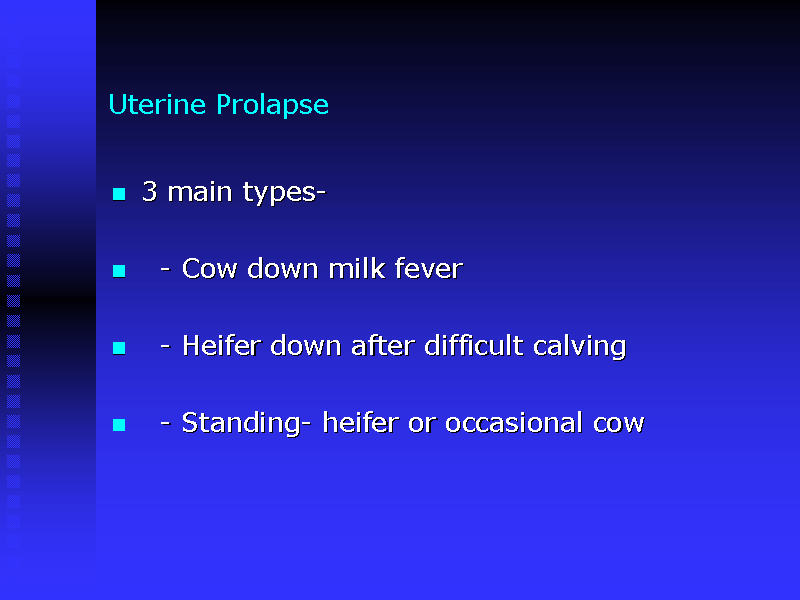 Uterine Prolapse
3 main types-
- Cow down milk fever
- Heifer down after difficult calving
- Standing- heifer or occasional cow